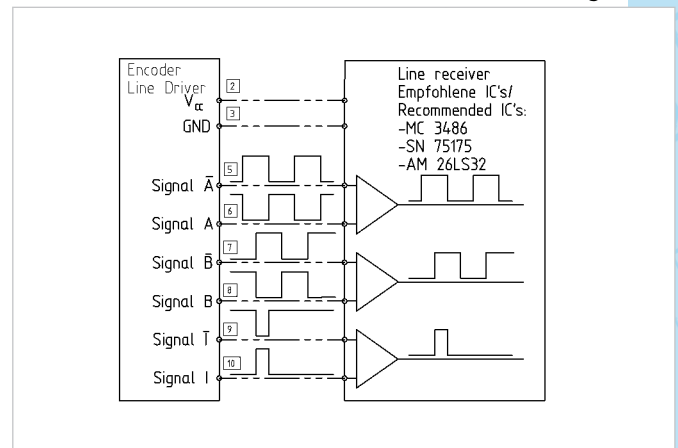 Encoder
Line Driver
Vcc
GND
Signal A̅
Signal A
Signal B̅
Signal B
Signal I̅
Signal I
2
3
5
6
7
8
9
10
Line receiver
Empfohlene IC's/
Recommended IC's:
-MC 3486
-SN 75175
-AM 26LS32